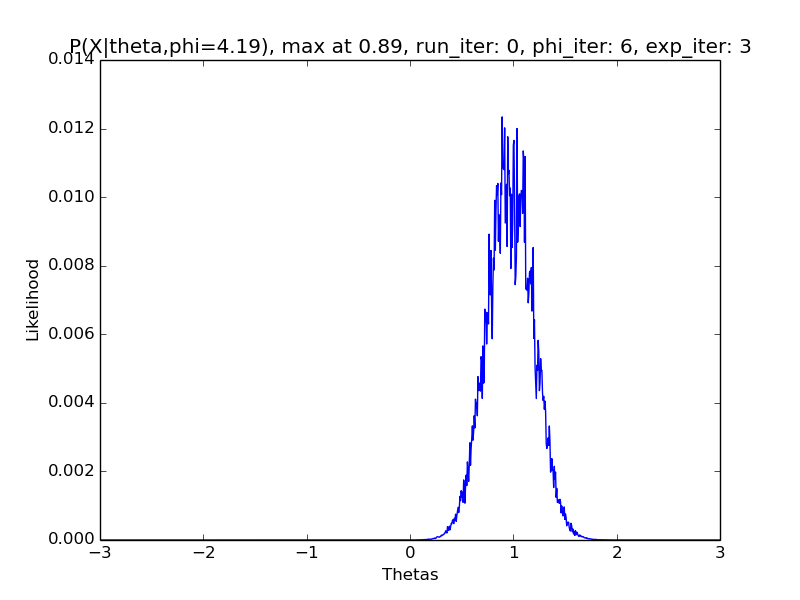 P(X|theta,phi=4.19), max at 0.89, run_iter: 0, phi_iter: 6, exp_iter: 3
0.014
0.012
0.010
0.008
0.006
0.004
0.002
0.000
Likelihood
−3 −2 −1 0 1 2 3
Thetas